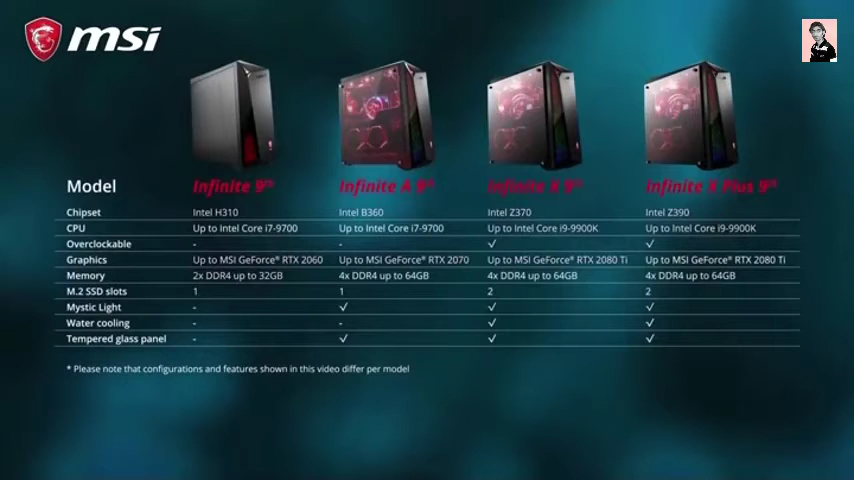 msi
Model Infinite 9th Infinite A 9th Infinite X 9th Infinite X Plus 9th
Chipset Intel H310 Intel B360 Intel Z370 Intel Z390
CPU Up to Intel Core i7-9700 Up to Intel Core i7-9700 Up to Intel Core i9-9900K Up to Intel Core i9-9900K
Overclockable - - ✓ ✓
Graphics Up to MSI GeForce® RTX 2060 Up to MSI GeForce® RTX 2070 Up to MSI GeForce® RTX 2080 Ti Up to MSI GeForce® RTX 2080 Ti
Memory 2x DDR4 up to 32GB 4x DDR4 up to 64GB 4x DDR4 up to 64GB 4x DDR4 up to 64GB
M.2 SSD slots 1 1 2 2
Mystic Light - ✓ ✓ ✓
Water cooling - - ✓ ✓
Tempered glass panel - ✓ ✓ ✓
* Please note that configurations and features shown in this video differ per model